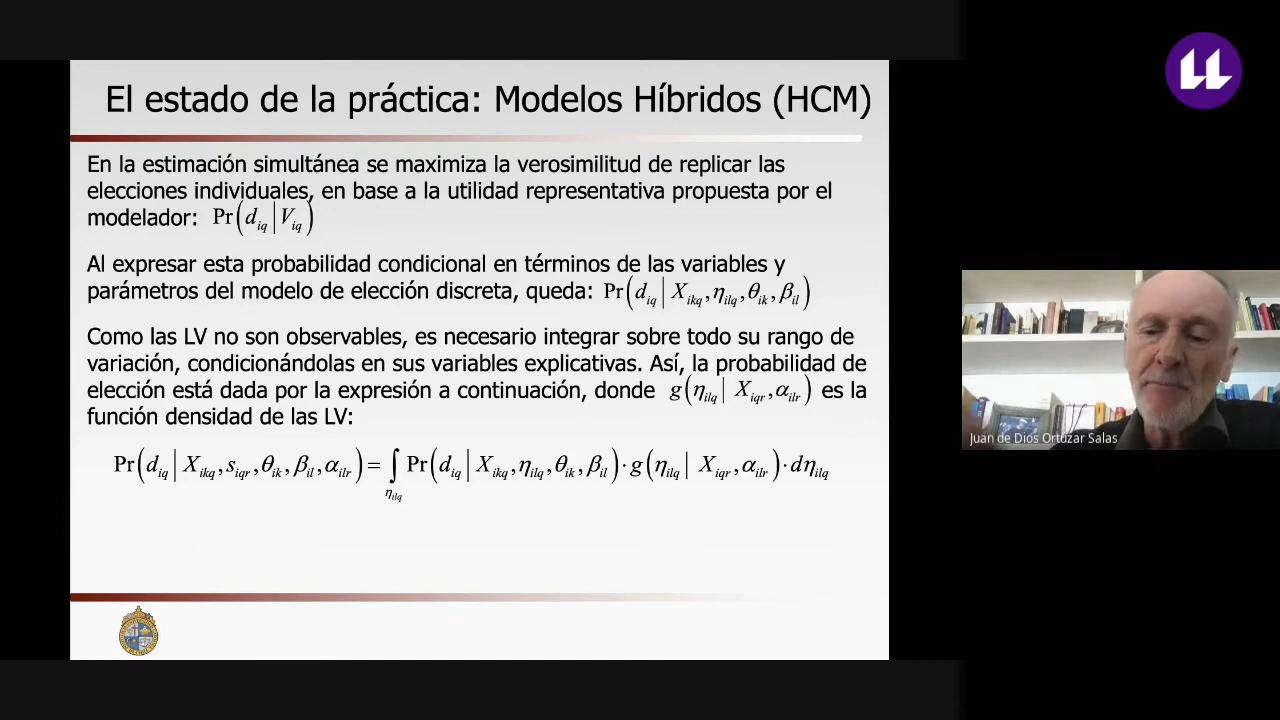 El estado de la práctica: Modelos Híbridos (HCM)
En la estimación simultánea se maximiza la verosimilitud de replicar las
elecciones individuales, en base a la utilidad representativa propuesta por el
modelador: Pr(d_iq | V_iq)
Al expresar esta probabilidad condicional en términos de las variables y
parámetros del modelo de elección discreta, queda: Pr(d_iq | X_ikq, η_ilq, θ_ik, β_il)
Como las LV no son observables, es necesario integrar sobre todo su rango de
variación, condicionándolas en sus variables explicativas. Así, la probabilidad de
elección está dada por la expresión a continuación, donde g(η_ilq | X_iqr, α_ilr) es la
función densidad de las LV:
Pr(d_iq | X_ikq, s_iqr, θ_ik, β_il, α_ilr) = ∫_η_ilq Pr(d_iq | X_ikq, η_ilq, θ_ik, β_il) · g(η_ilq | X_iqr, α_ilr) · dη_ilq
Juan de Dios Ortuzar Salas